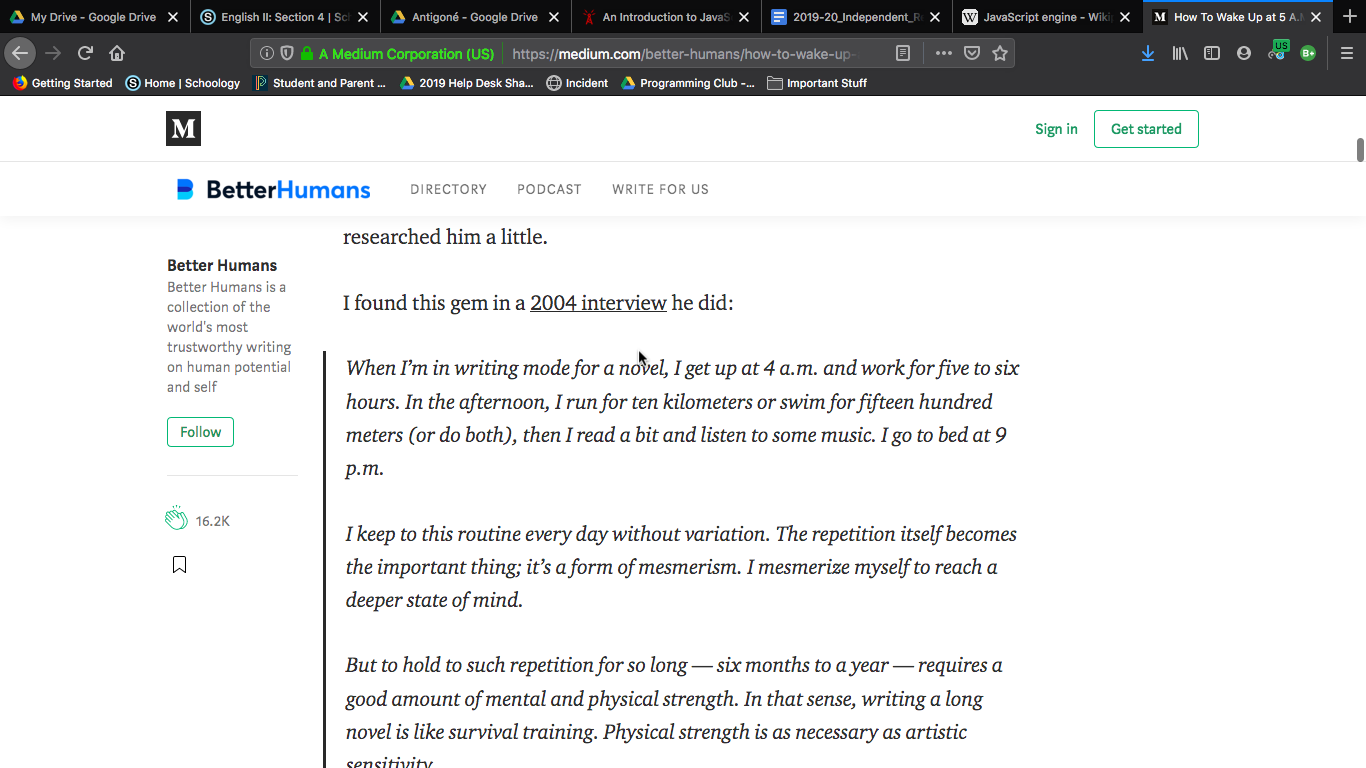 My Drive - Google Drive
English II: Section 4 | Sc
Antigoné - Google Drive
An Introduction to JavaS
2019-20_Independent_R
JavaScript engine - Wiki
How To Wake Up at 5 A.M
A Medium Corporation (US)
https://medium.com/better-humans/how-to-wake-up-
US
B+
Getting Started
Home | Schoology
Student and Parent ...
2019 Help Desk Sha...
Incident
Programming Club -...
Important Stuff
M
Sign in
Get started
BetterHumans
DIRECTORY
PODCAST
WRITE FOR US
Better Humans
Better Humans is a
collection of the
world's most
trustworthy writing
on human potential
and self
Follow
16.2K
researched him a little.
I found this gem in a 2004 interview he did:
When I’m in writing mode for a novel, I get up at 4 a.m. and work for five to six
hours. In the afternoon, I run for ten kilometers or swim for fifteen hundred
meters (or do both), then I read a bit and listen to some music. I go to bed at 9
p.m.
I keep to this routine every day without variation. The repetition itself becomes
the important thing; it’s a form of mesmerism. I mesmerize myself to reach a
deeper state of mind.
But to hold to such repetition for so long — six months to a year — requires a
good amount of mental and physical strength. In that sense, writing a long
novel is like survival training. Physical strength is as necessary as artistic
sensitivity.